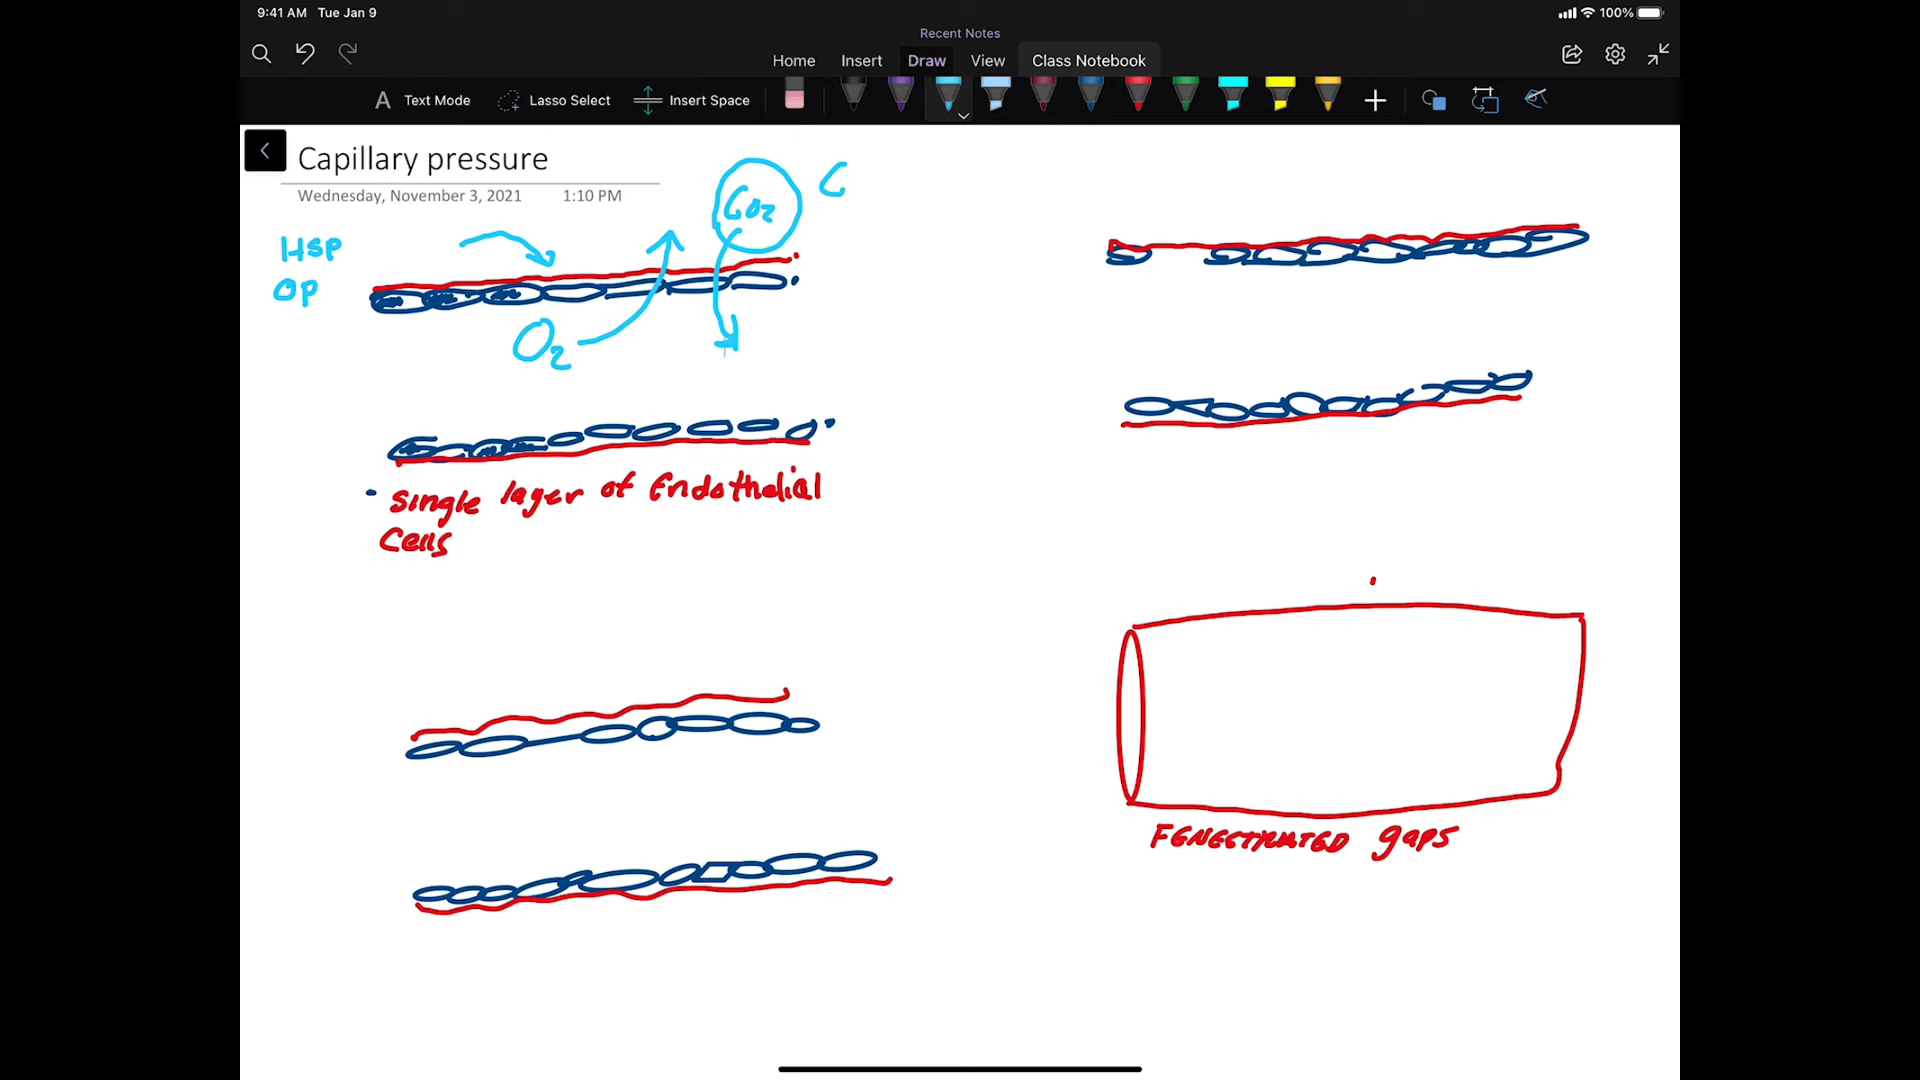 9:41 AM Tue Jan 9
100%
Recent Notes
Home Insert Draw View Class Notebook
A Text Mode Lasso Select Insert Space
Capillary pressure
Wednesday, November 3, 2021 1:10 PM
CO2 C
HSP
OP
O2
single layer of Endothelial
Cells
FENESTRATED gaps